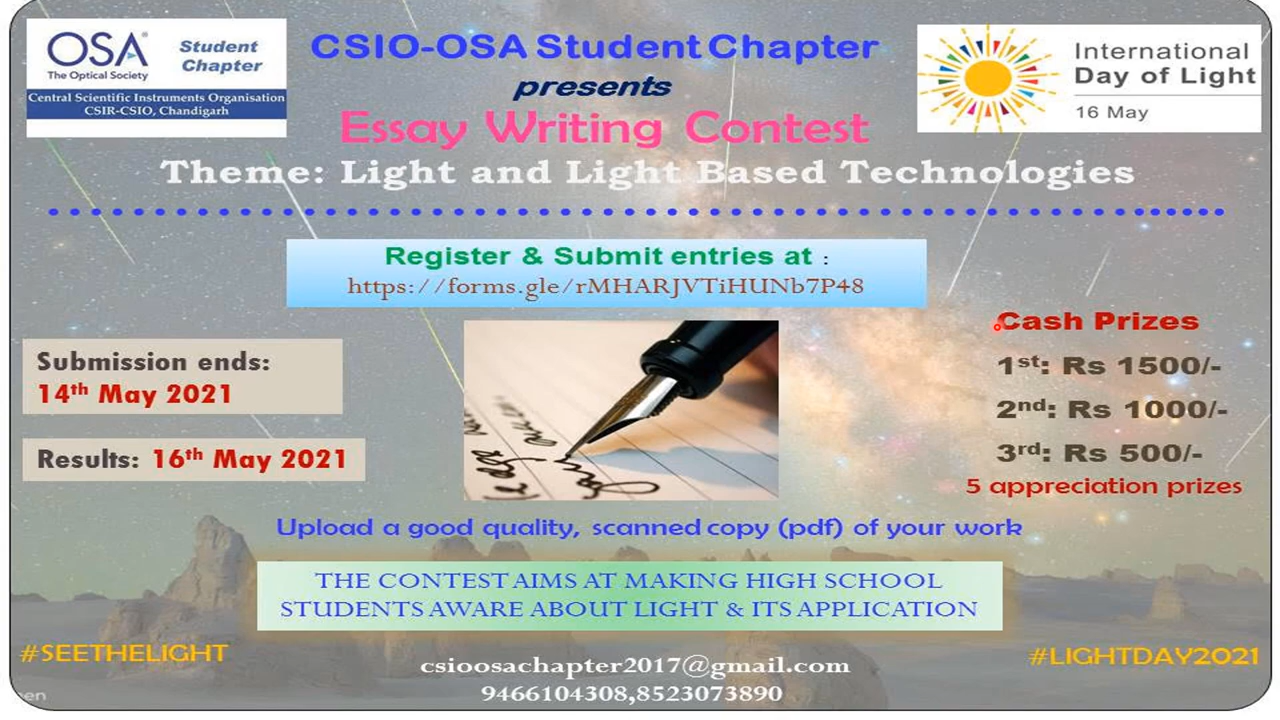 OSA Student
The Optical Society Chapter
Central Scientific Instruments Organisation
CSIR-CSIO, Chandigarh
CSIO-OSA Student Chapter
presents
Essay Writing Contest
International
Day of Light
16 May
Theme: Light and Light Based Technologies
Register & Submit entries at :
https://forms.gle/rMHARJVTiHUNb7P48
Submission ends:
14th May 2021
Results: 16th May 2021
Cash Prizes
1st: Rs 1500/-
2nd: Rs 1000/-
3rd: Rs 500/-
5 appreciation prizes
Upload a good quality, scanned copy (pdf) of your work
THE CONTEST AIMS AT MAKING HIGH SCHOOL
STUDENTS AWARE ABOUT LIGHT & ITS APPLICATION
#SEETHELIGHT
#LIGHTDAY2021
csioosachapter2017@gmail.com
9466104308,8523073890